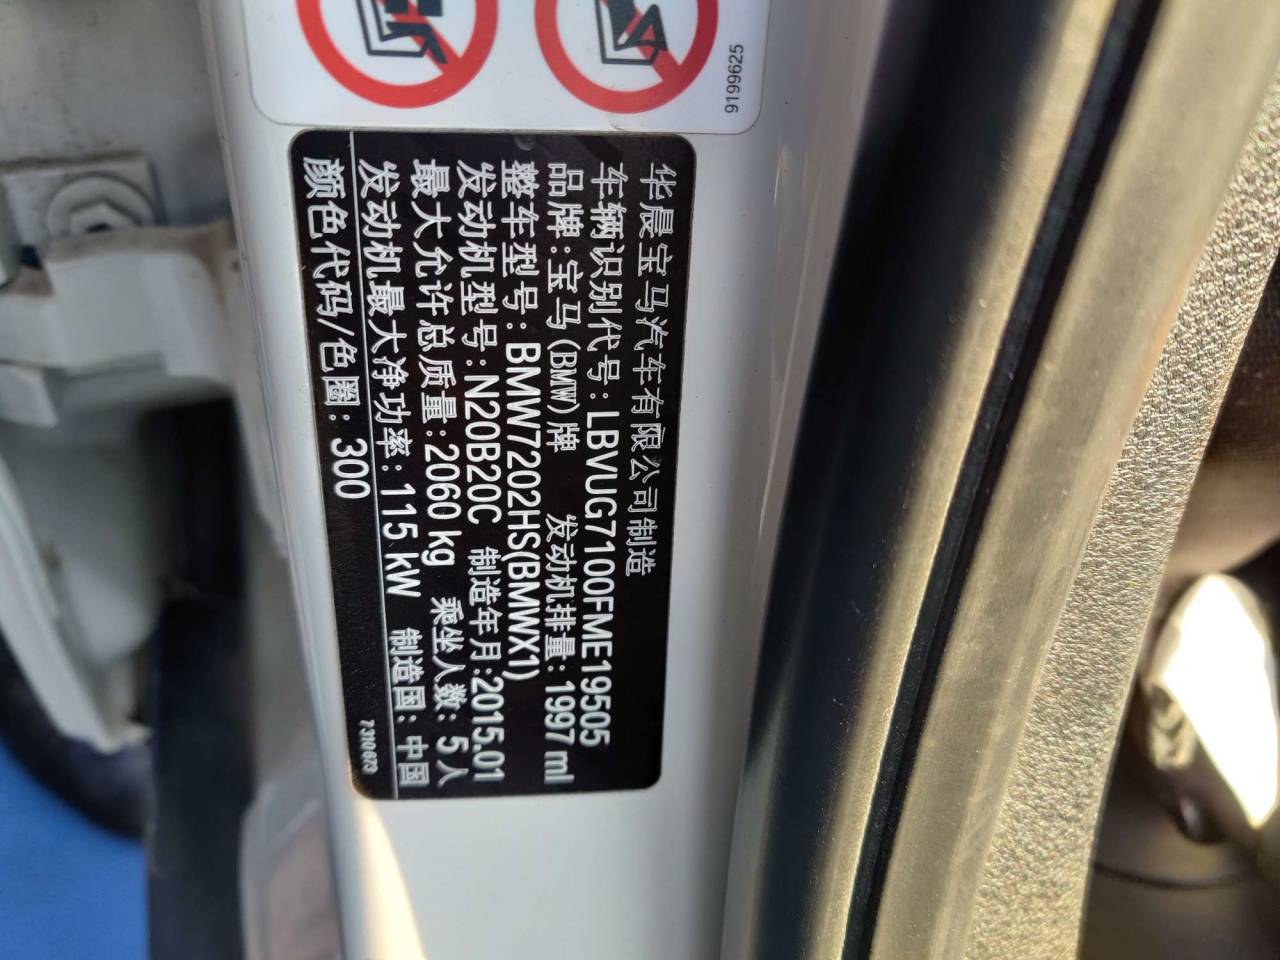 9199625
华晨宝马汽车有限公司制造
车辆识别代号:LBVUG7100FME19505
品牌:宝马(BMW)牌 发动机排量:1997 ml
整车型号:BMW7202HS(BMWX1)
发动机型号:N20B20C 制造年月:2015.01
最大允许总质量:2060 kg 乘坐人数:5人
发动机最大净功率:115 kW 制造国:中国
颜色代码/色圈:300
7310673